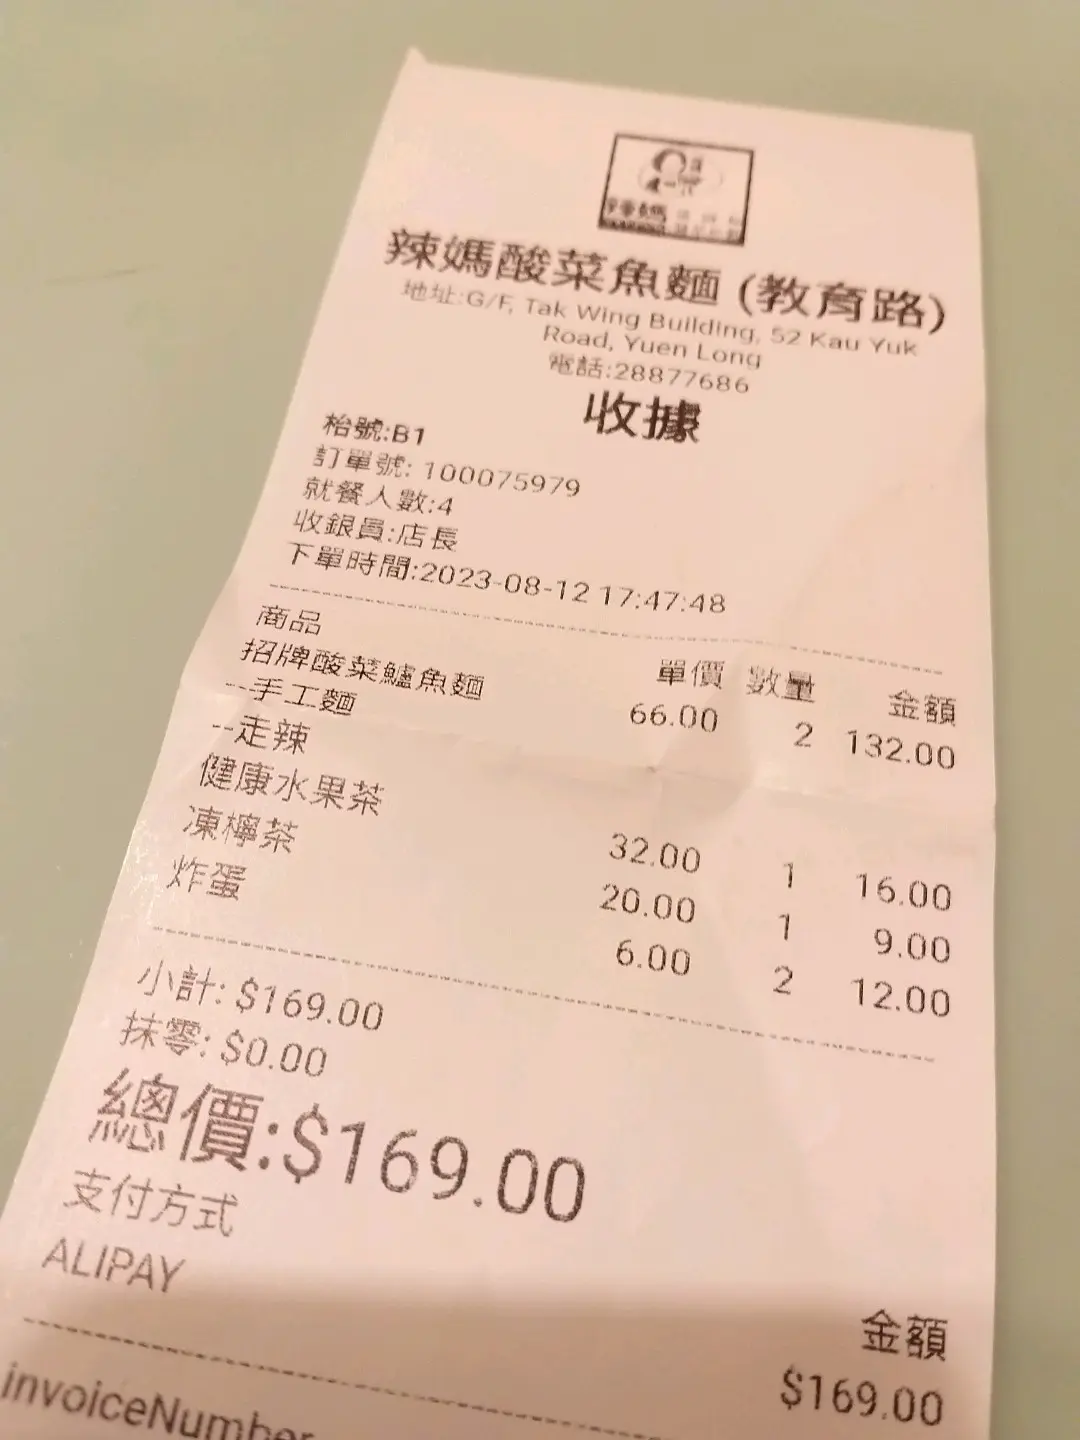 辣媽
辣媽酸菜魚麵 (教育路)
地址:G/F, Tak Wing Building, 52 Kau Yuk
Road, Yuen Long
電話:28877686
收據
枱號:B1
訂單號: 100075979
就餐人數:4
收銀員:店長
下單時間:2023-08-12 17:47:48
商品 單價 數量 金額
招牌酸菜鱸魚麵 66.00 2 132.00
--手工麵
--走辣
健康水果茶 32.00 1 16.00
凍檸茶 20.00 1 9.00
炸蛋 6.00 2 12.00
小計: $169.00
抹零: $0.00
總價:$169.00
支付方式 金額
ALIPAY $169.00
invoiceNumber